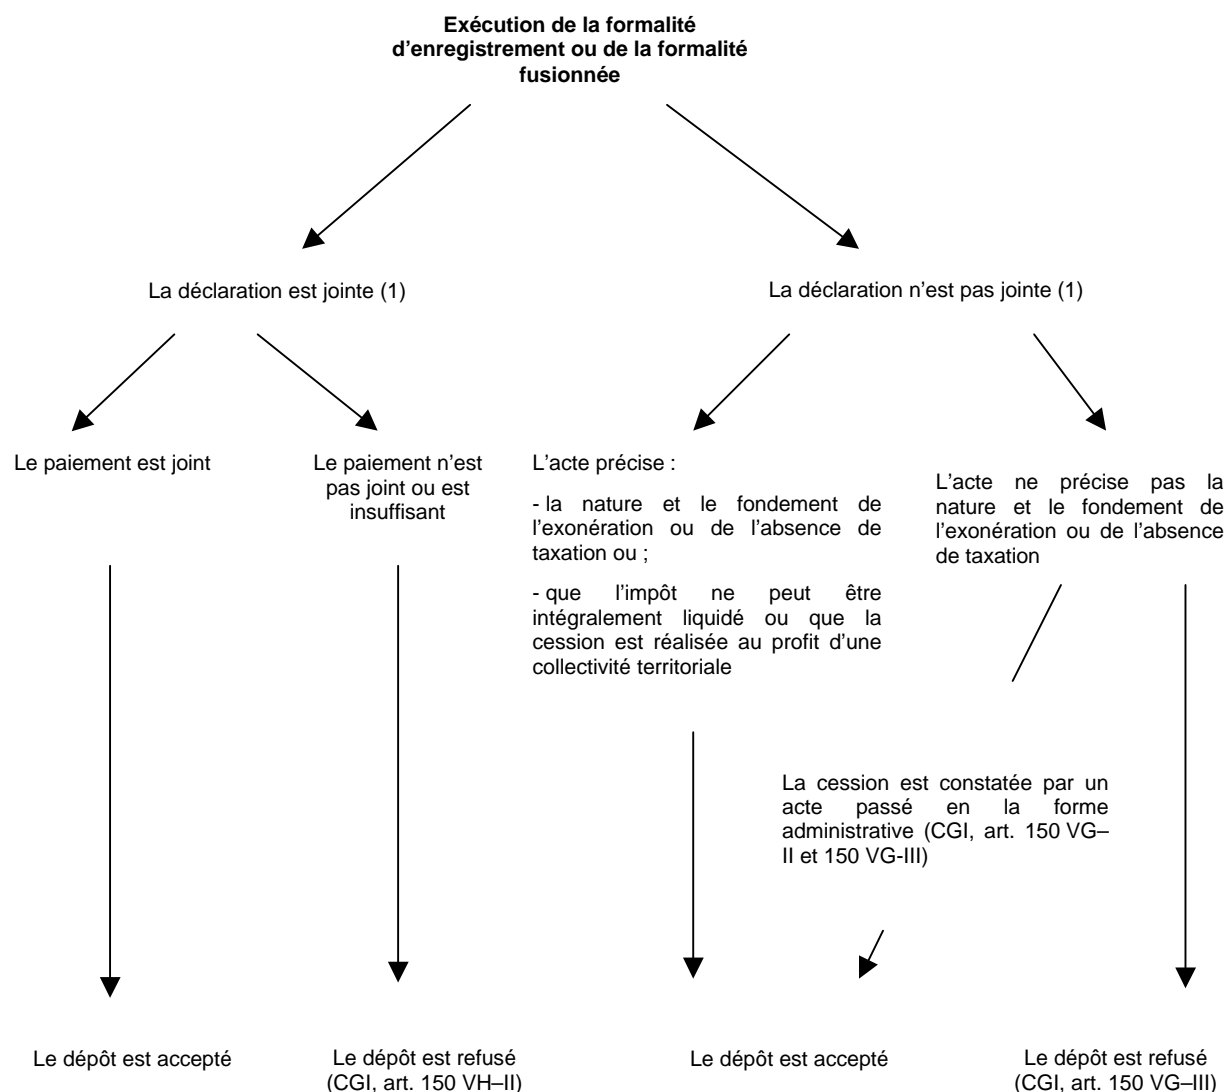 Exécution de la formalité
d'enregistrement ou de la formalité
fusionnée
La déclaration est jointe (1)
La déclaration n'est pas jointe (1)
Le paiement est joint
Le paiement n'est
pas joint ou est
insuffisant
L'acte précise :
- la nature et le fondement de
l'exonération ou de l'absence de
taxation ou ;
- que l'impôt ne peut être
intégralement liquidé ou que la
cession est réalisée au profit d'une
collectivité territoriale
L'acte ne précise pas la
nature et le fondement de
l'exonération ou de l'absence
de taxation
La cession est constatée par un
acte passé en la forme
administrative (CGI, art. 150 VG–
II et 150 VG-III)
Le dépôt est accepté
Le dépôt est refusé
(CGI, art. 150 VH–II)
Le dépôt est accepté
Le dépôt est refusé
(CGI, art. 150 VG–III)